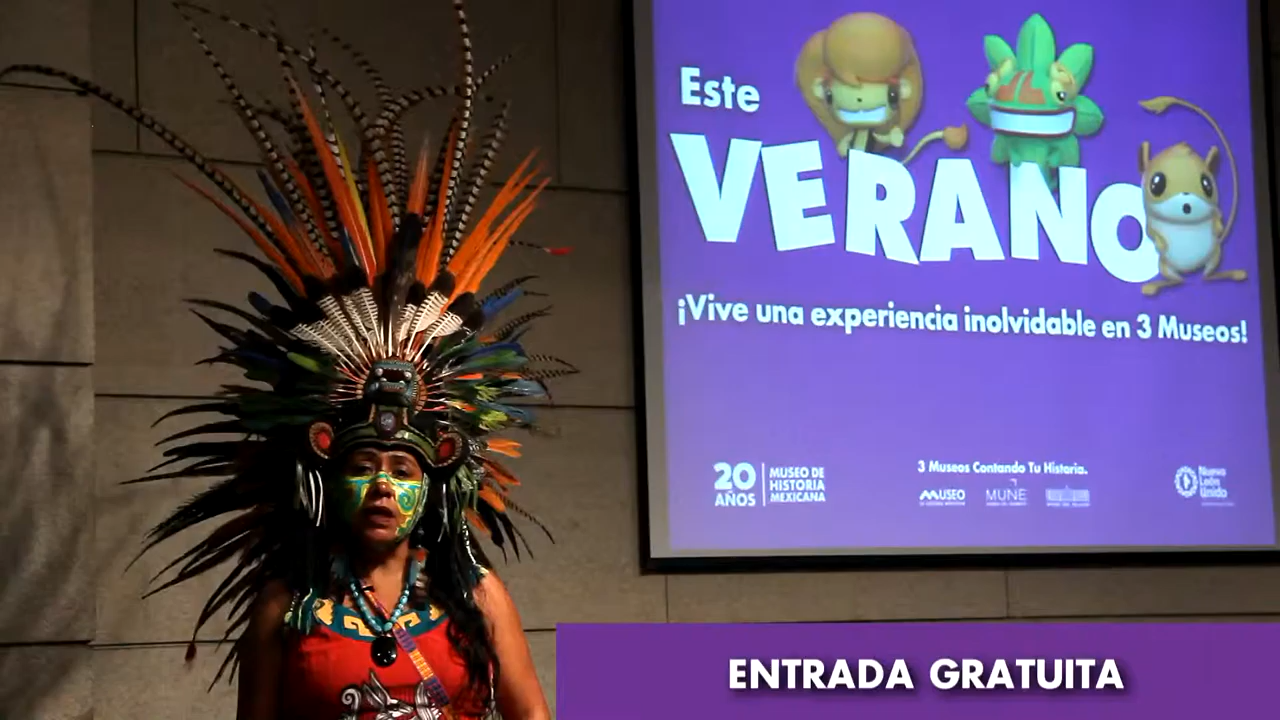 Este
VERANO
¡Vive una experiencia inolvidable en 3 Museos!
20 AÑOS
MUSEO DE
HISTORIA
MEXICANA
3 Museos Contando Tu Historia.
MUSEO
MUNE
Nuevo
León
Unido
ENTRADA GRATUITA